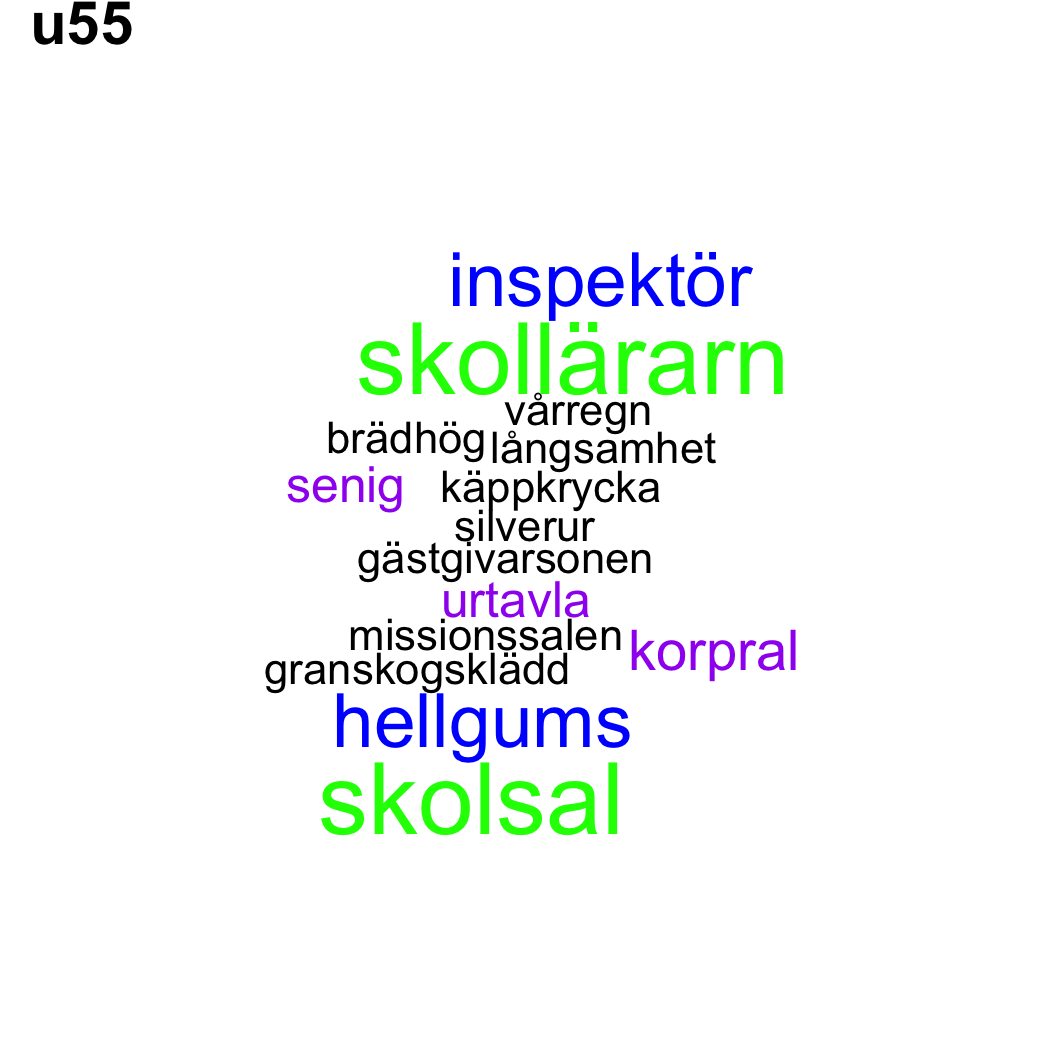 u55
inspektör
skollärarn
vårregn
brädhög långsamhet
senig käppkrycka
silverur
gästgivarsonen
urtavla
missionssalen korpral
granskogsklädd
hellgums
skolsal